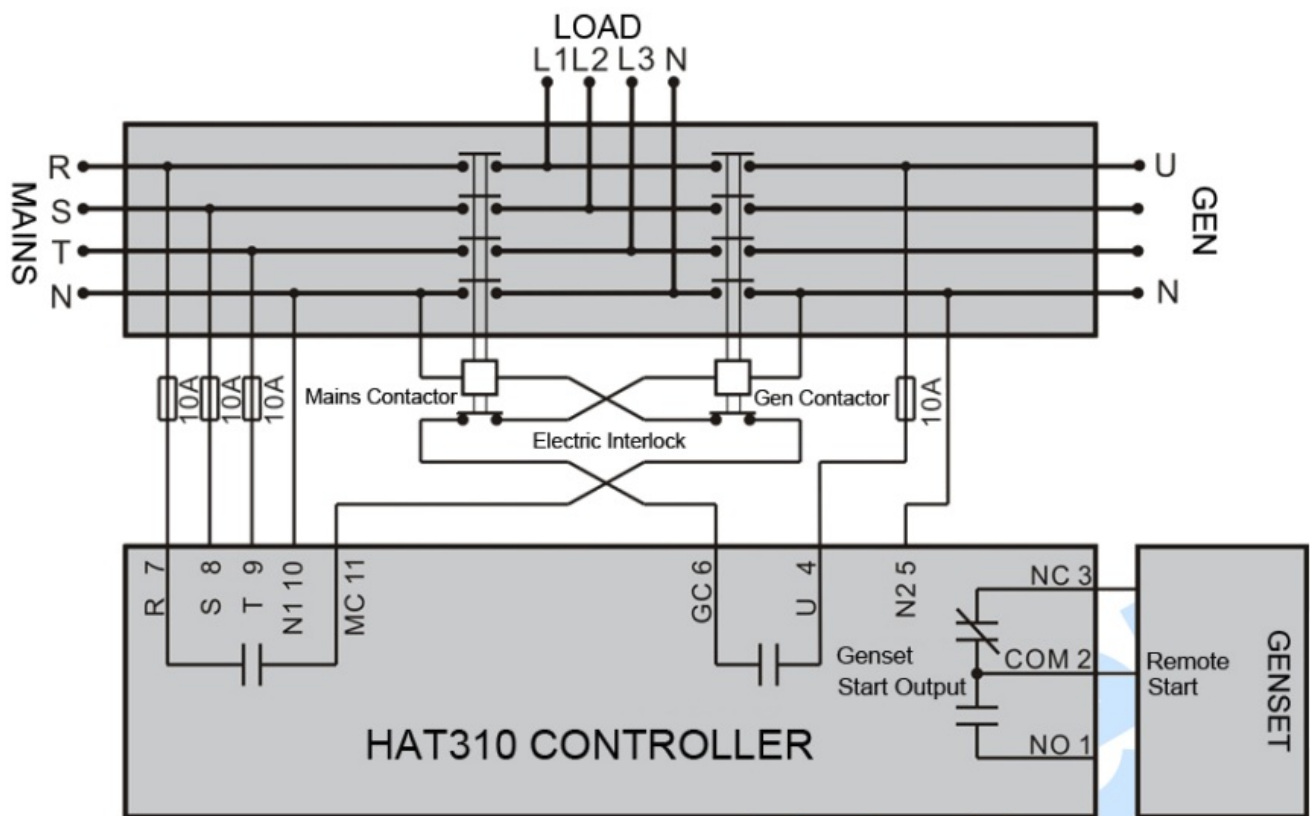 LOAD
L1 L2 L3 N
MAINS
R
S
T
N
U
GEN
N
10A
10A
10A
Mains Contactor
Gen Contactor
10A
Electric Interlock
R 7
S 8
T 9
N1 10
MC 11
GC 6
U 4
N2 5
NC 3
COM 2
NO 1
Genset
Start Output
Remote
Start
GENSET
HAT310 CONTROLLER